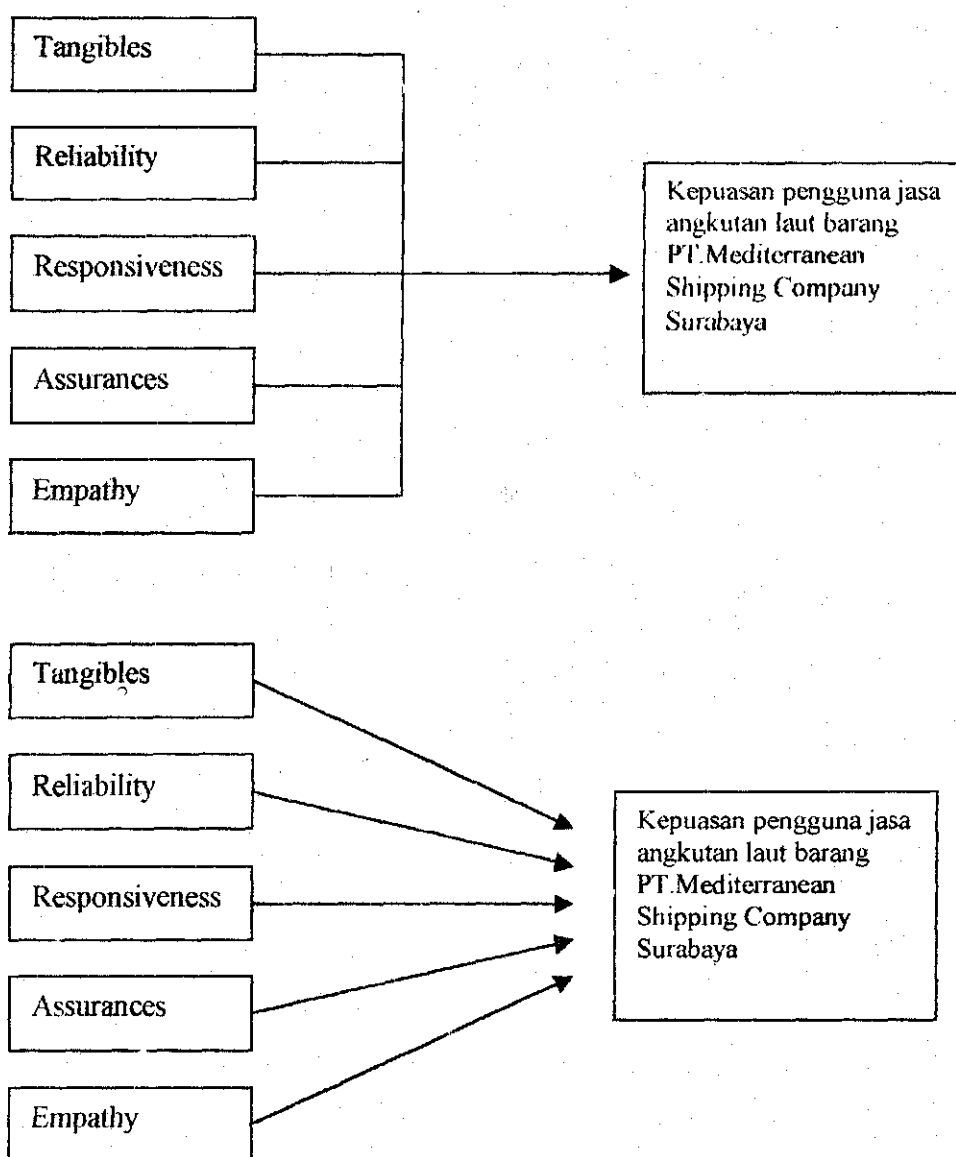 Tangibles
Reliability
Responsiveness
Assurances
Empathy
Kepuasan pengguna jasa
angkutan laut barang
PT.Mediterranean
Shipping Company
Surabaya
Tangibles
Reliability
Responsiveness
Assurances
Empathy
Kepuasan pengguna jasa
angkutan laut barang
PT.Mediterranean
Shipping Company
Surabaya